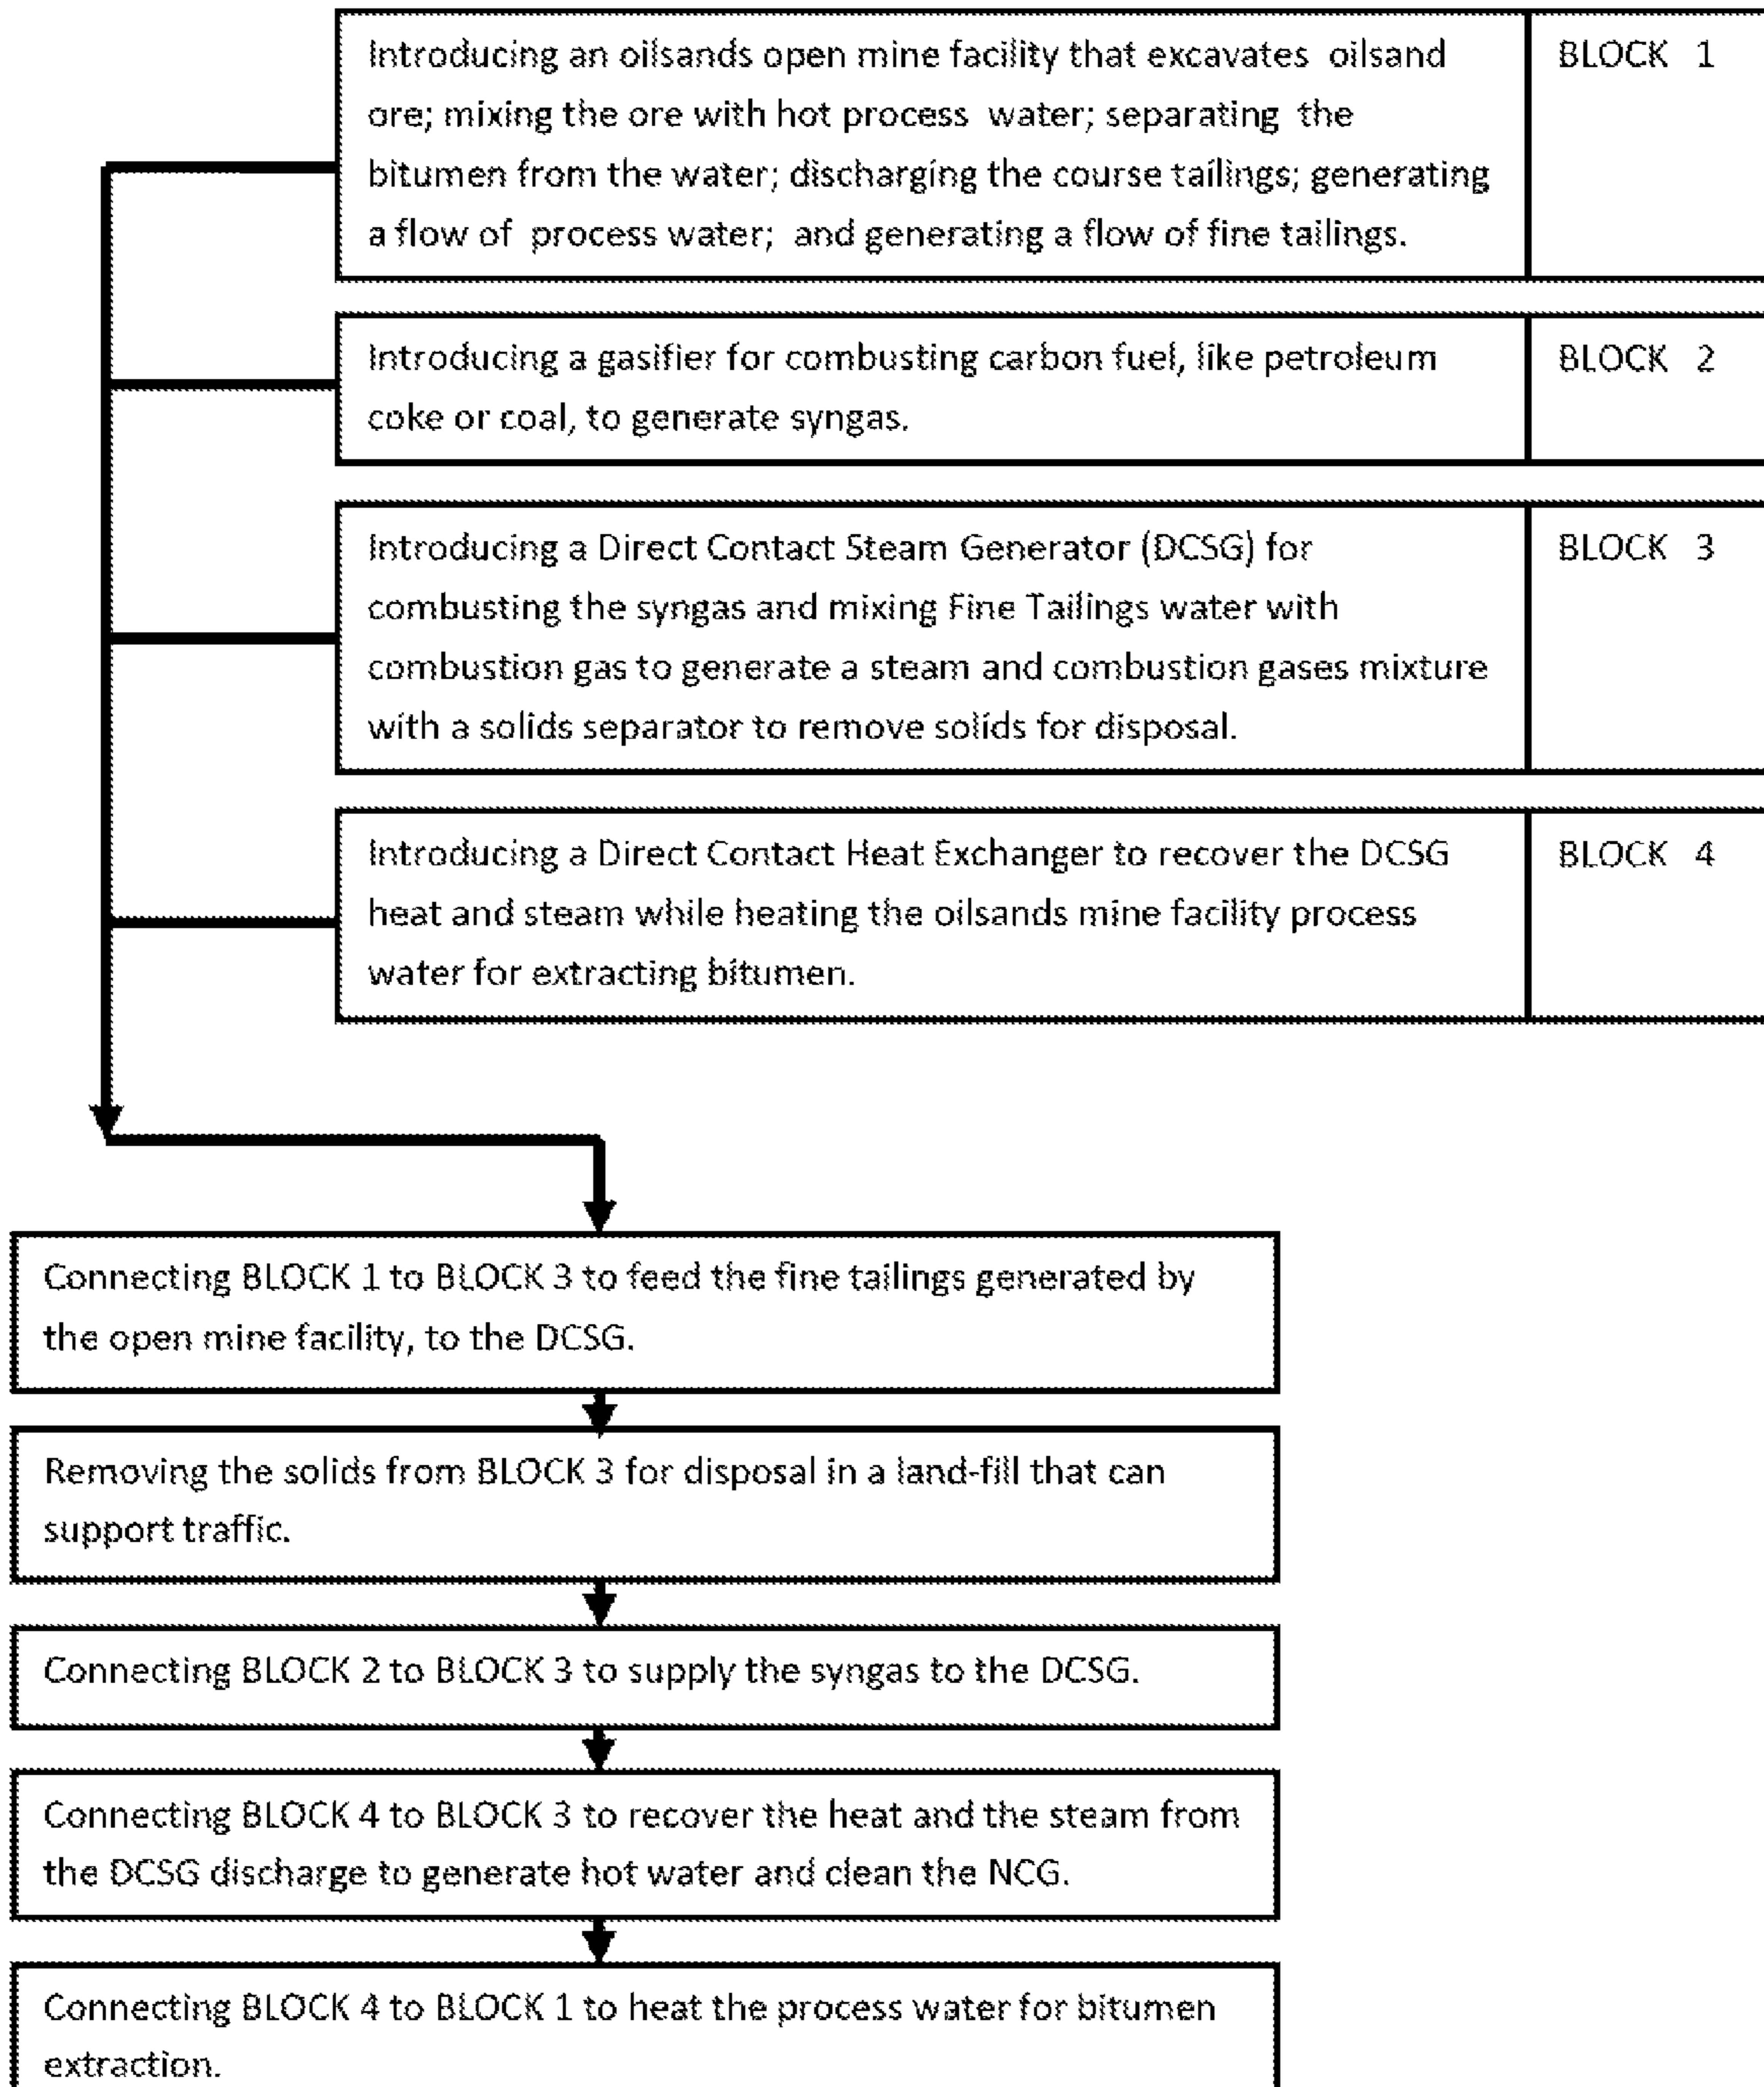 Introducing an oilsands open mine facility that excavates oilsand
ore; mixing the ore with hot process water; separating the
bitumen from the water; discharging the course tailings; generating
a flow of process water; and generating a flow of fine tailings.
BLOCK 1
Introducing a gasifier for combusting carbon fuel, like petroleum
coke or coal, to generate syngas.
BLOCK 2
Introducing a Direct Contact Steam Generator (DCSG) for
combusting the syngas and mixing Fine Tailings water with
combustion gas to generate a steam and combustion gases mixture
with a solids separator to remove solids for disposal.
BLOCK 3
Introducing a Direct Contact Heat Exchanger to recover the DCSG
heat and steam while heating the oilsands mine facility process
water for extracting bitumen.
BLOCK 4
Connecting BLOCK 1 to BLOCK 3 to feed the fine tailings generated by
the open mine facility, to the DCSG.
Removing the solids from BLOCK 3 for disposal in a land-fill that can
support traffic.
Connecting BLOCK 2 to BLOCK 3 to supply the syngas to the DCSG.
Connecting BLOCK 4 to BLOCK 3 to recover the heat and the steam from
the DCSG discharge to generate hot water and clean the NCG.
Connecting BLOCK 4 to BLOCK 1 to heat the process water for bitumen
extraction.